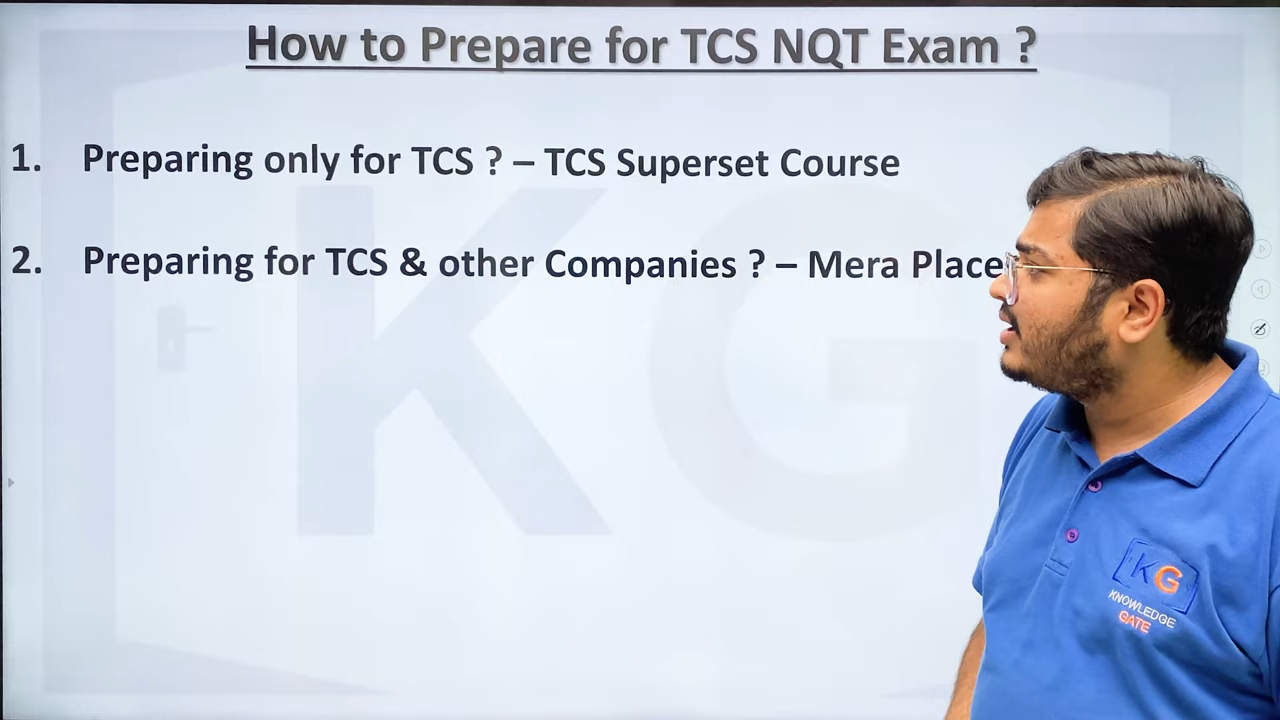 How to Prepare for TCS NQT Exam ?
1. Preparing only for TCS ? – TCS Superset Course
2. Preparing for TCS & other Companies ? – Mera Place
KG
KG
KNOWLEDGE
GATE